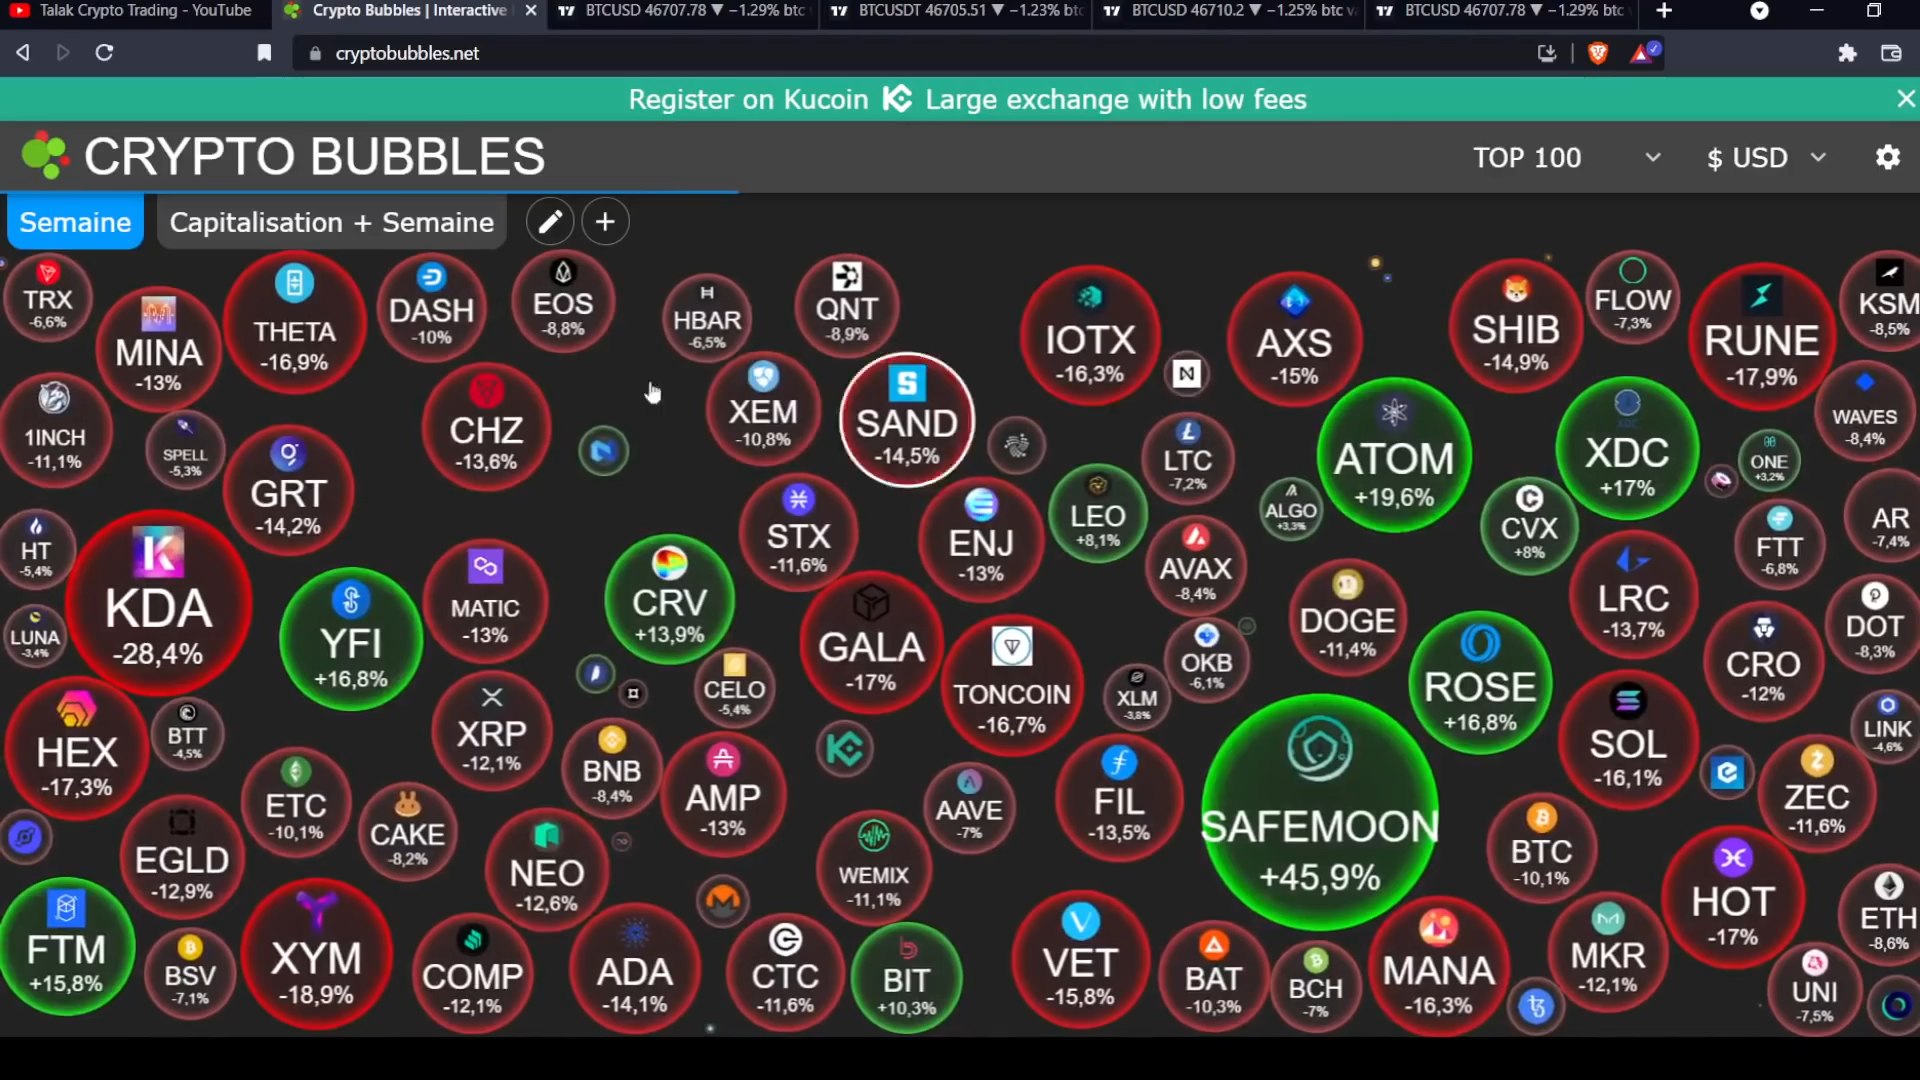 Talak Crypto Trading - YouTube
Crypto Bubbles | Interactive
BTCUSD 46707.78 ▼ −1.29% btc
BTCUSDT 46705.51 ▼ −1.23% btc
BTCUSD 46710.2 ▼ −1.25% btc
BTCUSD 46707.78 ▼ −1.29% btc
cryptobubbles.net
Register on Kucoin Large exchange with low fees
CRYPTO BUBBLES
TOP 100
$ USD
Semaine
Capitalisation + Semaine
TRX
-6,6%
MINA
-13%
THETA
-16,9%
DASH
-10%
EOS
-8,8%
HBAR
-6,5%
QNT
-8,9%
IOTX
-16,3%
AXS
-15%
SHIB
-14,9%
FLOW
-7,3%
RUNE
-17,9%
KSM
-8,5%
1INCH
-11,1%
SPELL
-5,3%
GRT
-14,2%
CHZ
-13,6%
XEM
-10,8%
SAND
-14,5%
LTC
-7,2%
ATOM
+19,6%
XDC
+17%
ONE
+3,2%
WAVES
-8,4%
HT
-5,4%
KDA
-28,4%
YFI
+16,8%
MATIC
-13%
CRV
+13,9%
STX
-11,6%
ENJ
-13%
LEO
+8,1%
AVAX
-8,4%
ALGO
+3,3%
CVX
+8%
FTT
-6,8%
AR
-7,4%
LUNA
-3,4%
GALA
-17%
DOGE
-11,4%
LRC
-13,7%
DOT
-8,3%
HEX
-17,3%
BTT
-4,5%
XRP
-12,1%
CELO
-5,4%
TONCOIN
-16,7%
XLM
-3,8%
OKB
-6,1%
ROSE
+16,8%
CRO
-12%
SOL
-16,1%
LINK
-4,6%
ETC
-10,1%
CAKE
-8,2%
BNB
-8,4%
AMP
-13%
AAVE
-7%
FIL
-13,5%
SAFEMOON
+45,9%
ZEC
-11,6%
EGLD
-12,9%
NEO
-12,6%
WEMIX
-11,1%
BTC
-10,1%
HOT
-17%
ETH
-8,6%
FTM
+15,8%
BSV
-7,1%
XYM
-18,9%
COMP
-12,1%
ADA
-14,1%
CTC
-11,6%
BIT
+10,3%
VET
-15,8%
BAT
-10,3%
BCH
-7%
MANA
-16,3%
MKR
-12,1%
UNI
-7,5%